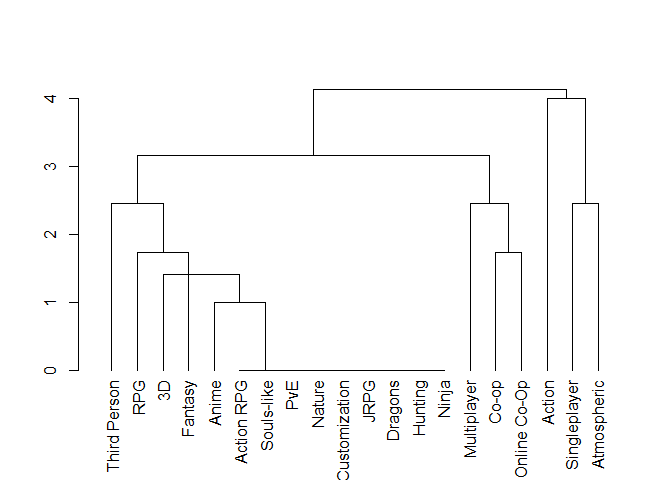 4
3
2
1
0
Third Person
RPG
3D
Fantasy
Anime
Action RPG
Souls-like
PvE
Nature
Customization
JRPG
Dragons
Hunting
Ninja
Multiplayer
Co-op
Online Co-Op
Action
Singleplayer
Atmospheric